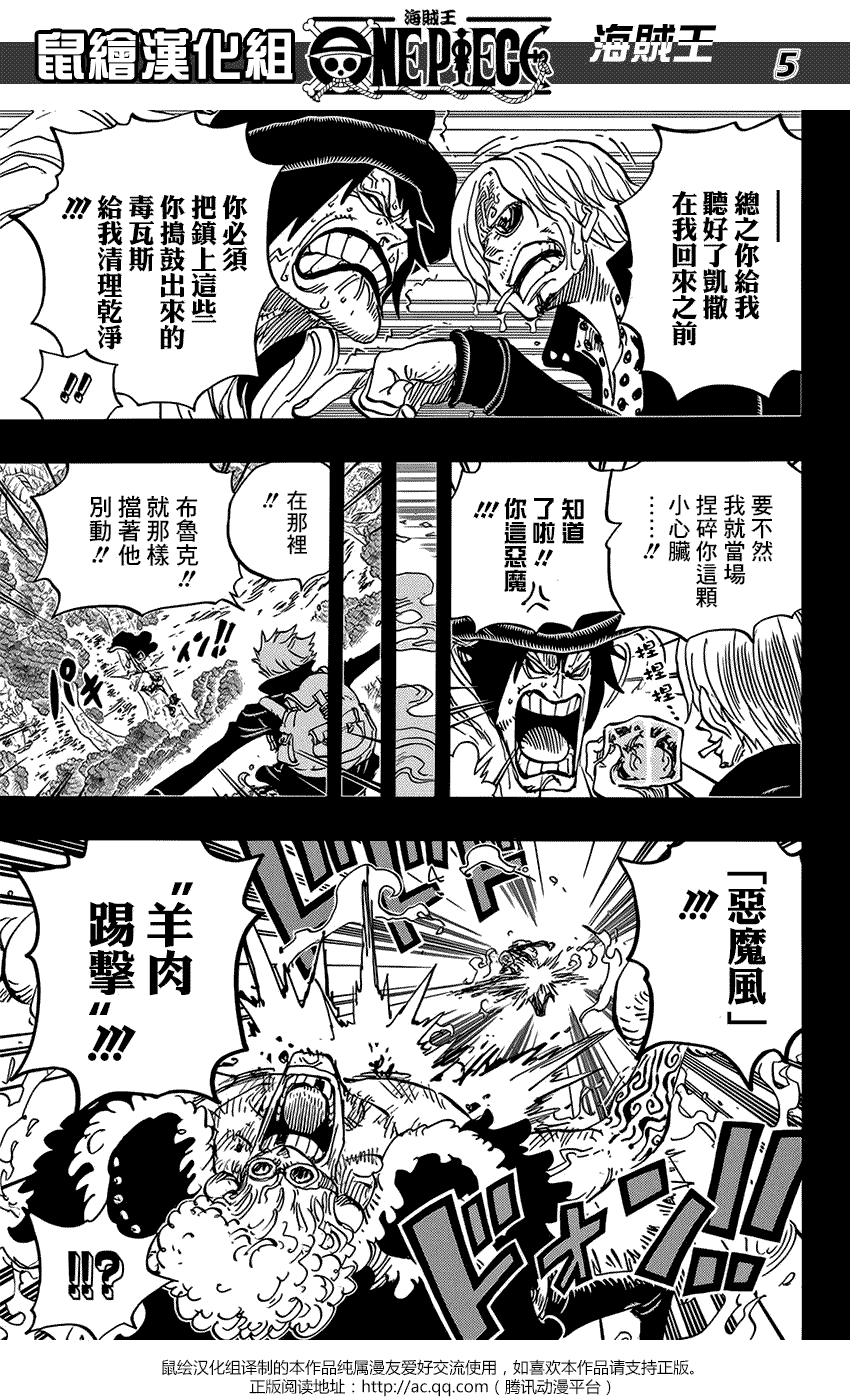 海賊王
鼠繪漢化組
ONE PIECE
海賊王
5
——
總之你給我
聽好了凱撒
在我回來之前
你必須
把鎮上這些
你搗鼓出來的
毒瓦斯
給我清理乾淨
!!!
!!
要不然
我就當場
捏碎你這顆
小心臟
……!!
知道
了啦!!
你這惡魔
!!!
捏
捏
捏
在那裡
!!
布魯克!!
就那樣
擋著他
別動!!
パキ
ィン!!
「惡魔風」
!!!
"羊肉
踢擊"!!!
ドォン!!
!!?
鼠绘汉化组译制的本作品纯属漫友爱好交流使用，如喜欢本作品请支持正版。
正版阅读地址：http://ac.qq.com（腾讯动漫平台）